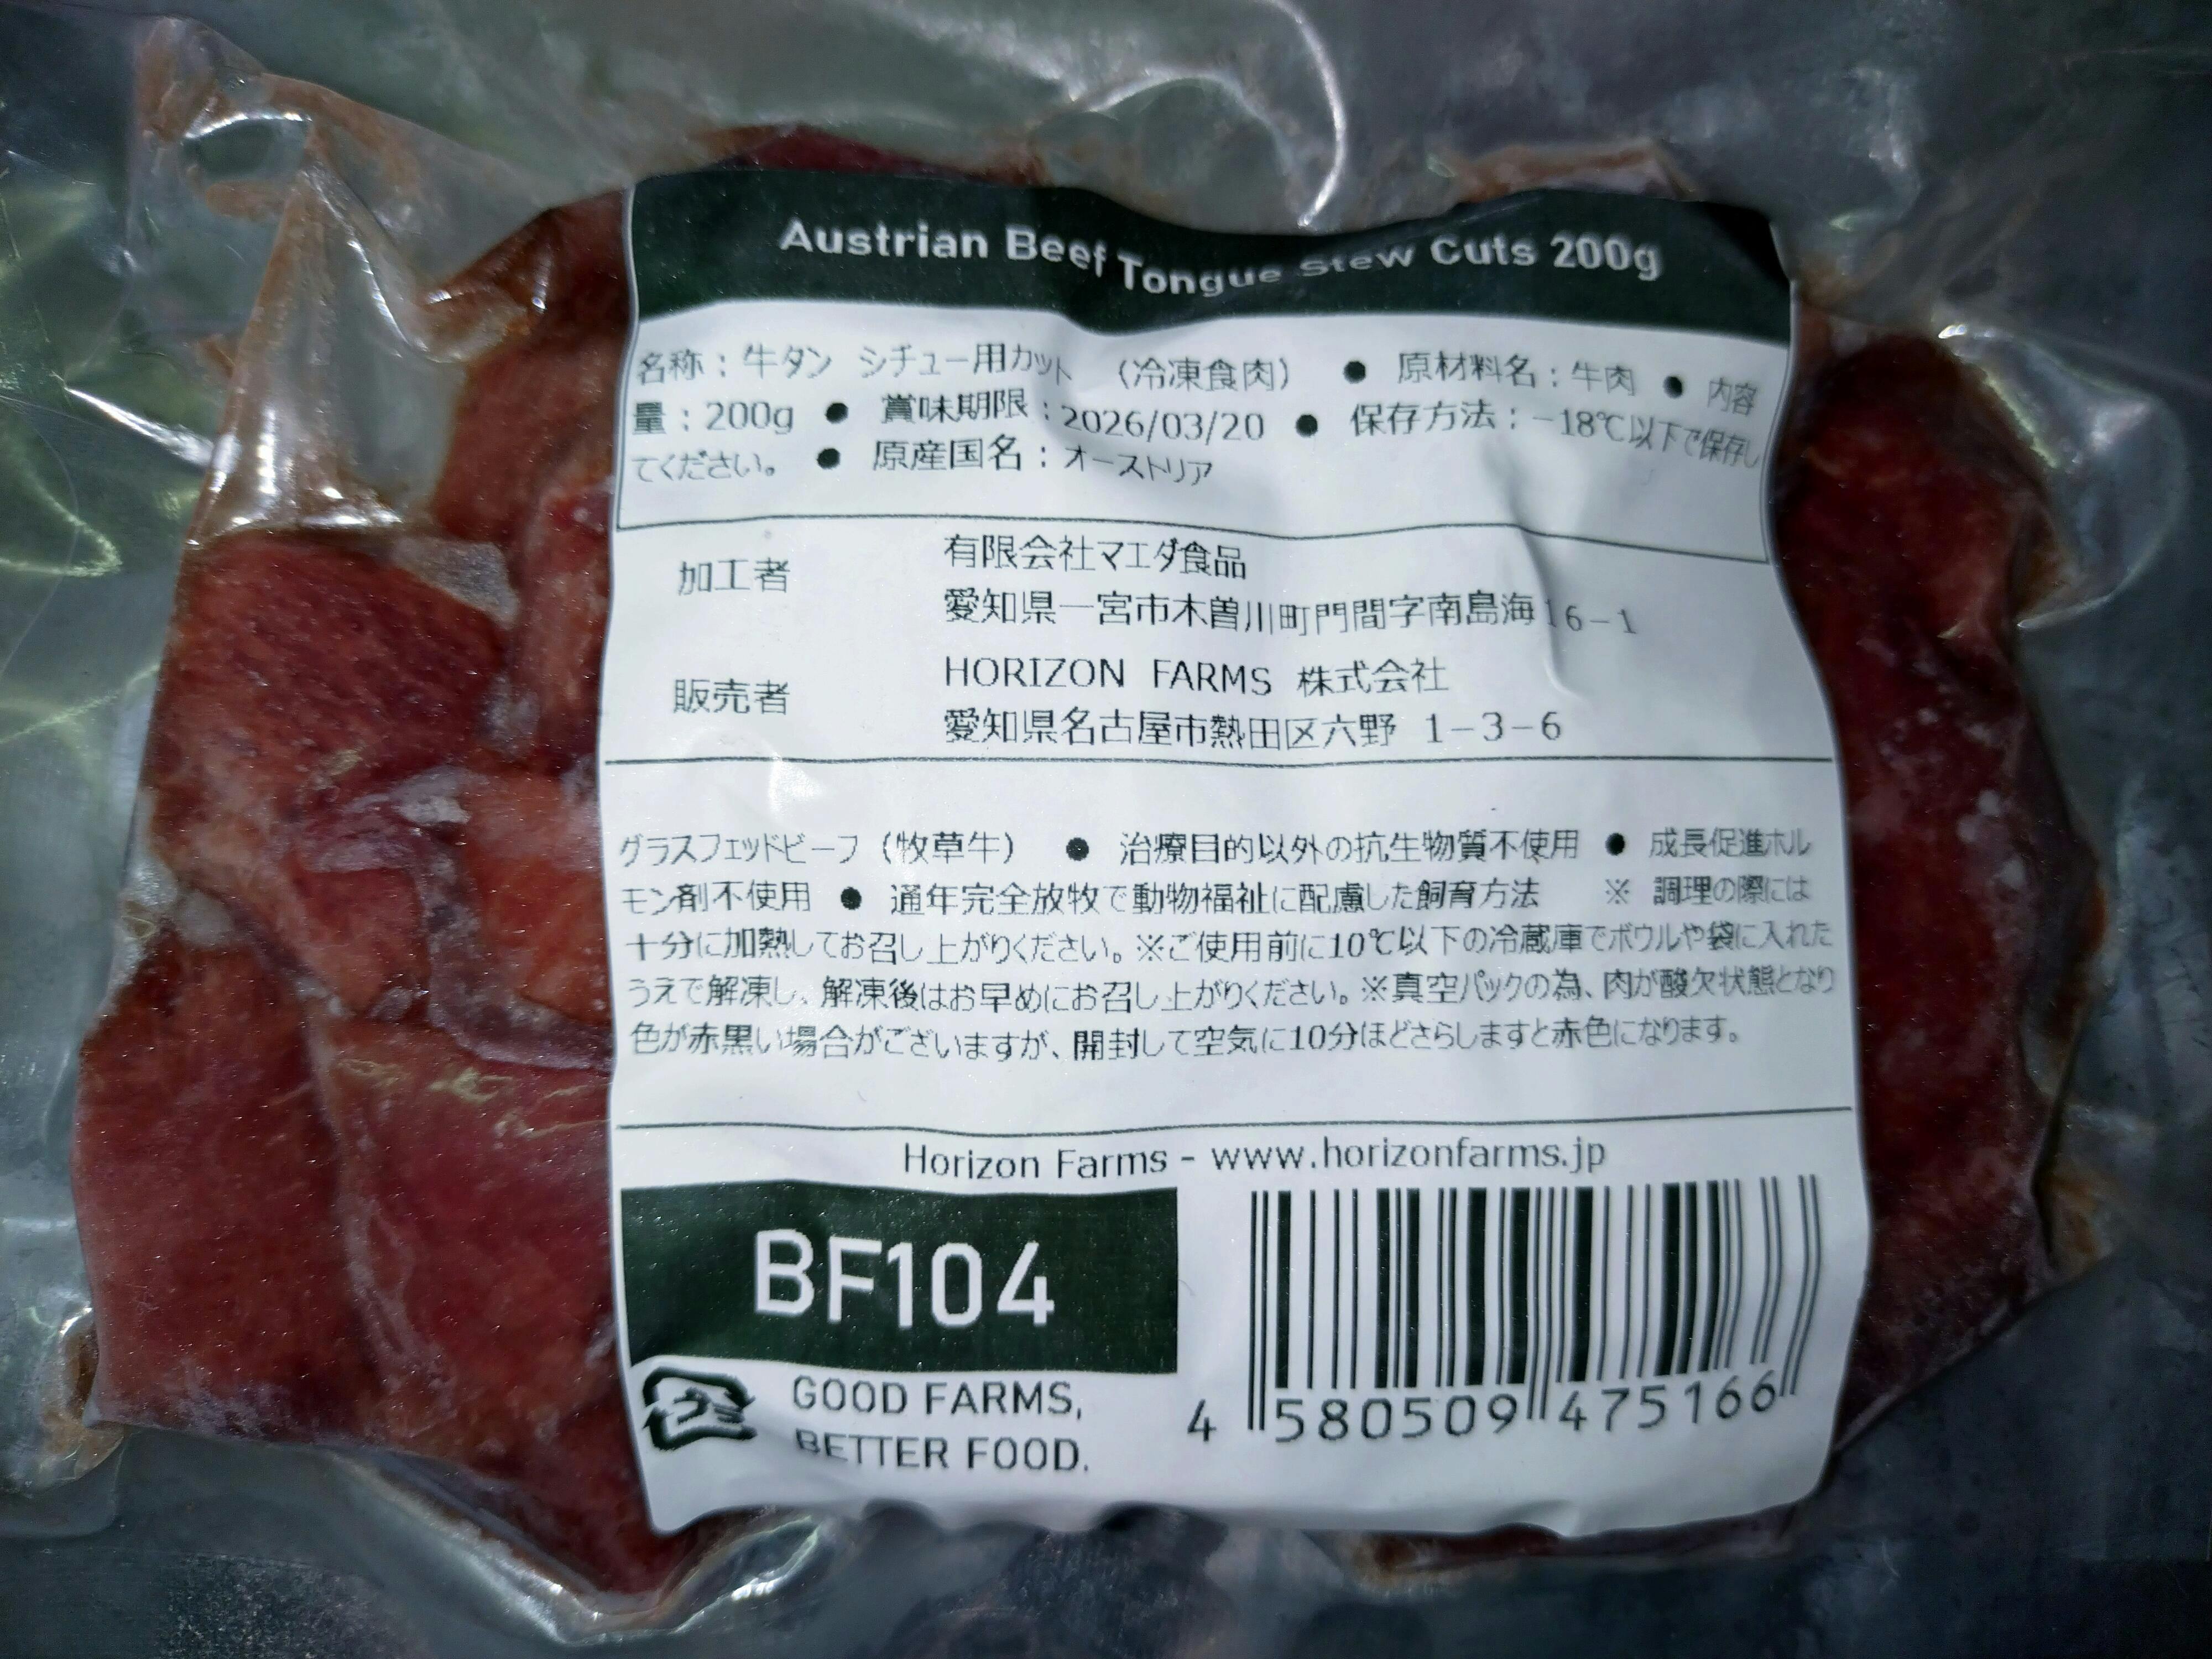 Austrian Beef Tongue Stew Cuts 200g
名称：牛タン シチュー用カット （冷凍食肉） ● 原材料名：牛肉 ● 内容
量：200g ● 賞味期限：2026/03/20 ● 保存方法：−18℃以下で保存し
てください。 ● 原産国名：オーストリア
加工者 有限会社マエダ食品
愛知県一宮市木曽川町門間字南島海16−1
販売者 HORIZON FARMS 株式会社
愛知県名古屋市熱田区六野 1−3−6
グラスフェッドビーフ（牧草牛） ● 治療目的以外の抗生物質不使用 ● 成長促進ホル
モン剤不使用 ● 通年完全放牧で動物福祉に配慮した飼育方法 ※ 調理の際には
十分に加熱してお召し上がりください。※ご使用前に10℃以下の冷蔵庫でボウルや袋に入れた
うえで解凍し、解凍後はお早めにお召し上がりください。※真空パックの為、肉が酸欠状態となり
色が赤黒い場合がございますが、開封して空気に10分ほどさらしますと赤色になります。
Horizon Farms - www.horizonfarms.jp
BF104
プラ
GOOD FARMS,
BETTER FOOD.
4 580509 475166